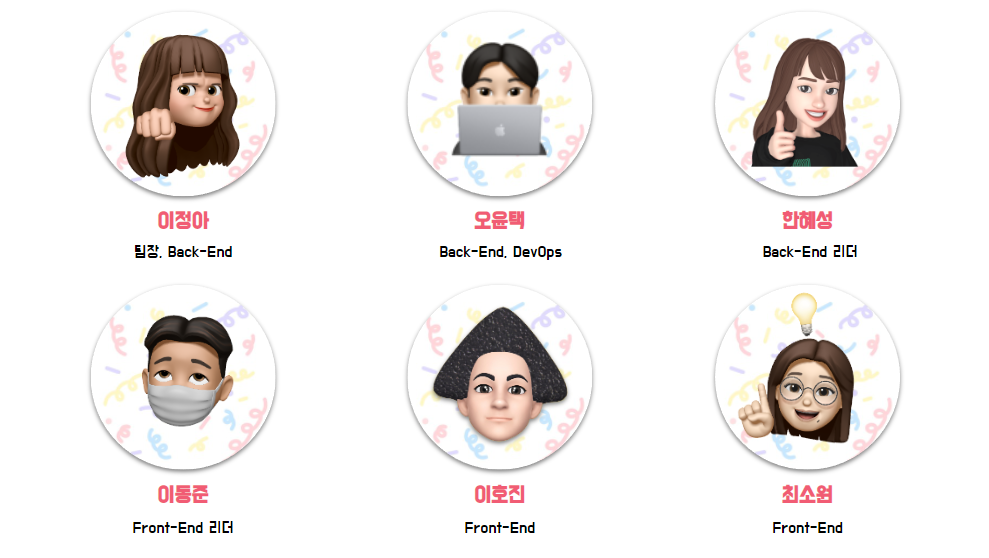 이정아
오윤택
한혜성
팀장, Back-End
Back-End, DevOps
Back-End 리더
이동준
이호진
최소원
Front-End 리더
Front-End
Front-End